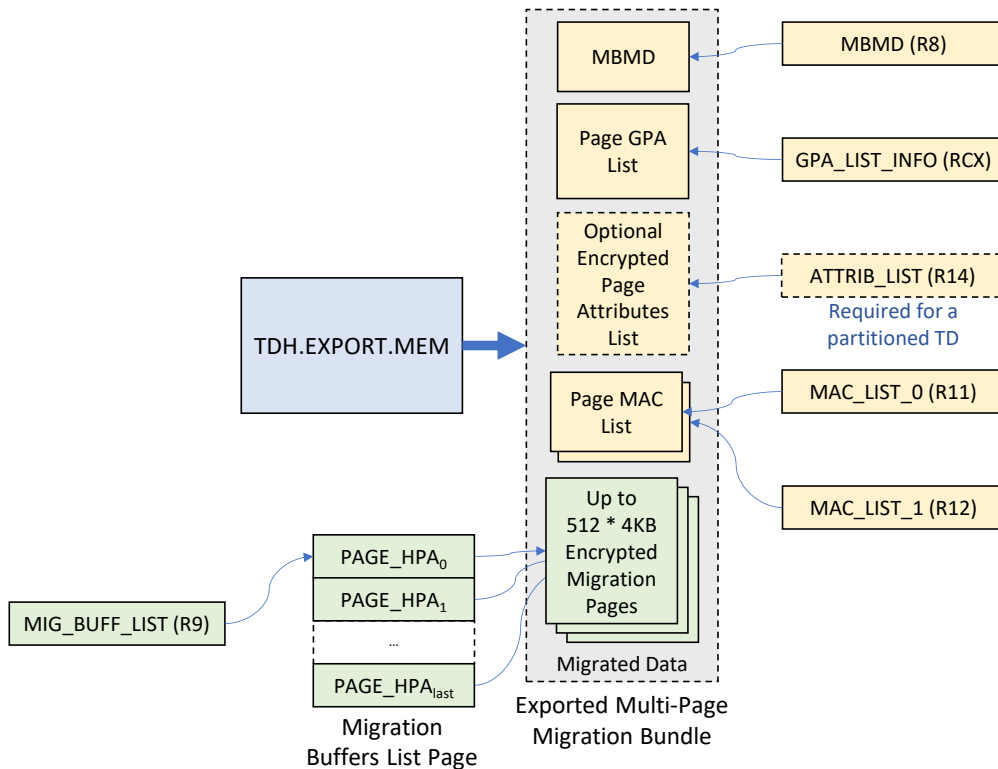 MBMD
MBMD (R8)
Page GPA
List
GPA_LIST_INFO (RCX)
Optional
Encrypted
Page
Attributes
List
ATTRIB_LIST (R14)
Required for a
partitioned TD
TDH.EXPORT.MEM
Page MAC
List
MAC_LIST_0 (R11)
MAC_LIST_1 (R12)
Up to
512 * 4KB
Encrypted
Migration
Pages
Migrated Data
Exported Multi-Page
Migration Bundle
MIG_BUFF_LIST (R9)
PAGE_HPA0
PAGE_HPA1
...
PAGE_HPAlast
Migration
Buffers List Page